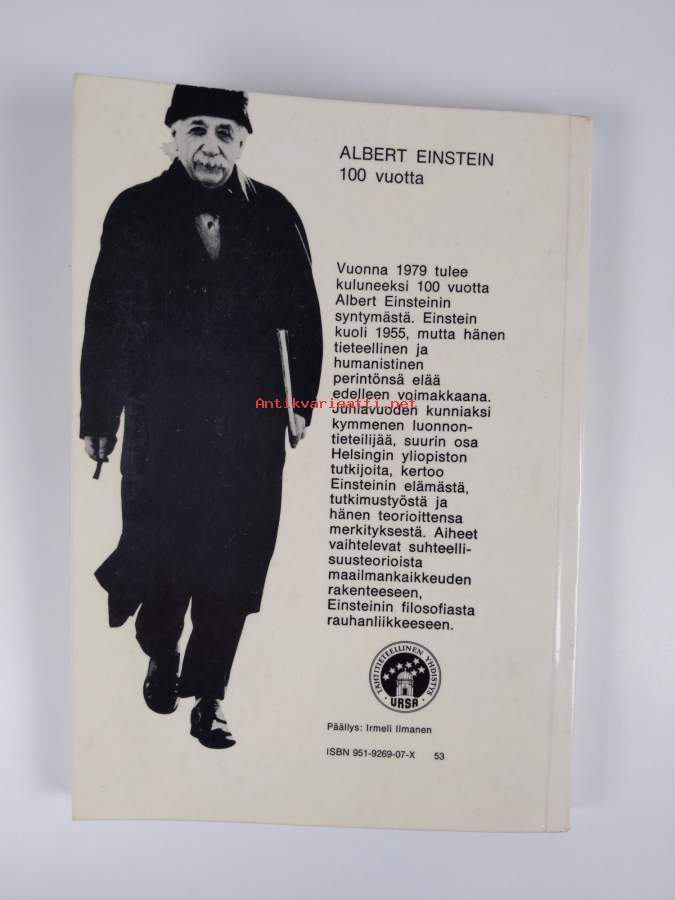 ALBERT EINSTEIN
100 vuotta
Vuonna 1979 tulee
kuluneeksi 100 vuotta
Albert Einsteinin
syntymästä. Einstein
kuoli 1955, mutta hänen
tieteellinen ja
humanistinen
perintönsä elää
edelleen voimakkaana.
Antikvariaatti.net
Juhlavuoden kunniaksi
kymmenen luonnon-
tieteilijää, suurin osa
Helsingin yliopiston
tutkijoita, kertoo
Einsteinin elämästä,
tutkimustyöstä ja
hänen teorioittensa
merkityksestä. Aiheet
vaihtelevat suhteelli-
suusteorioista
maailmankaikkeuden
rakenteeseen,
Einsteinin filosofiasta
rauhanliikkeeseen.
TÄHTITIETEELLINEN YHDISTYS
URSA
Päällys: Irmeli Ilmanen
ISBN 951-9269-07-X 53